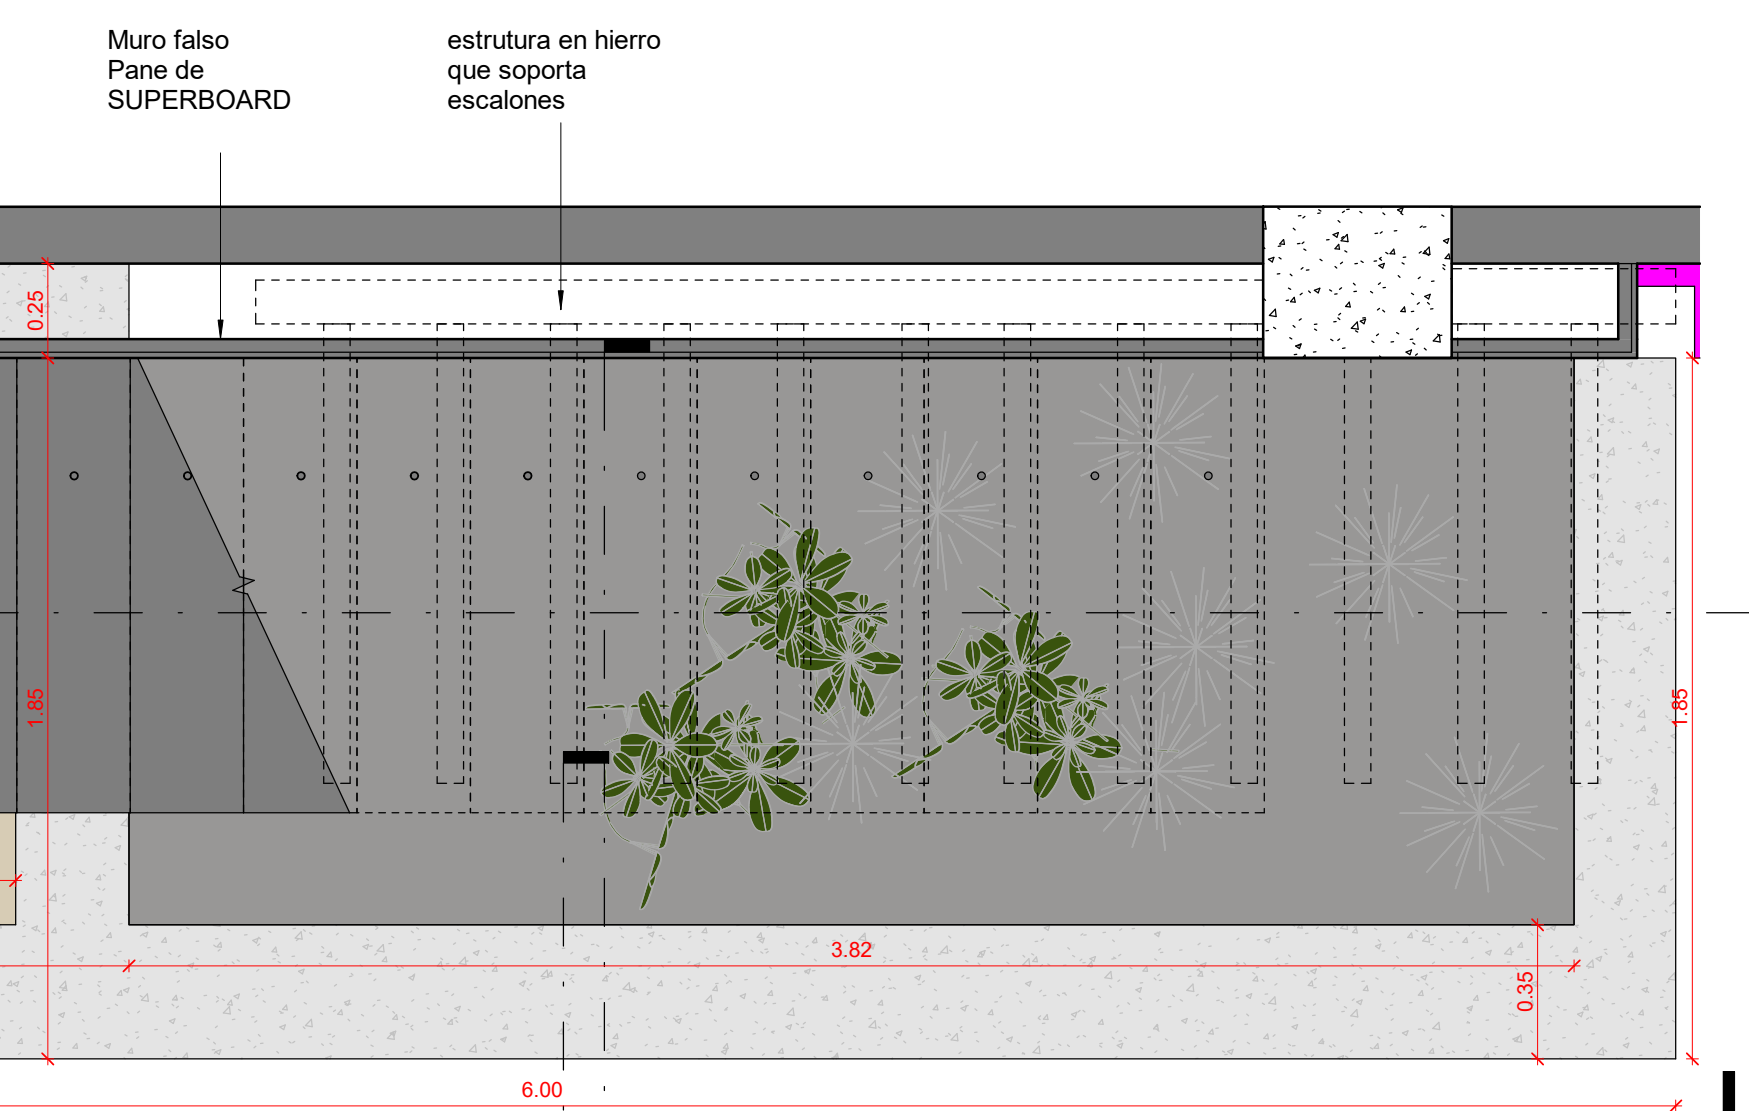 Muro falso
Pane de
SUPERBOARD
estrutura en hierro
que soporta
escalones
0.25
1.85
1.85
3.82
0.35
6.00